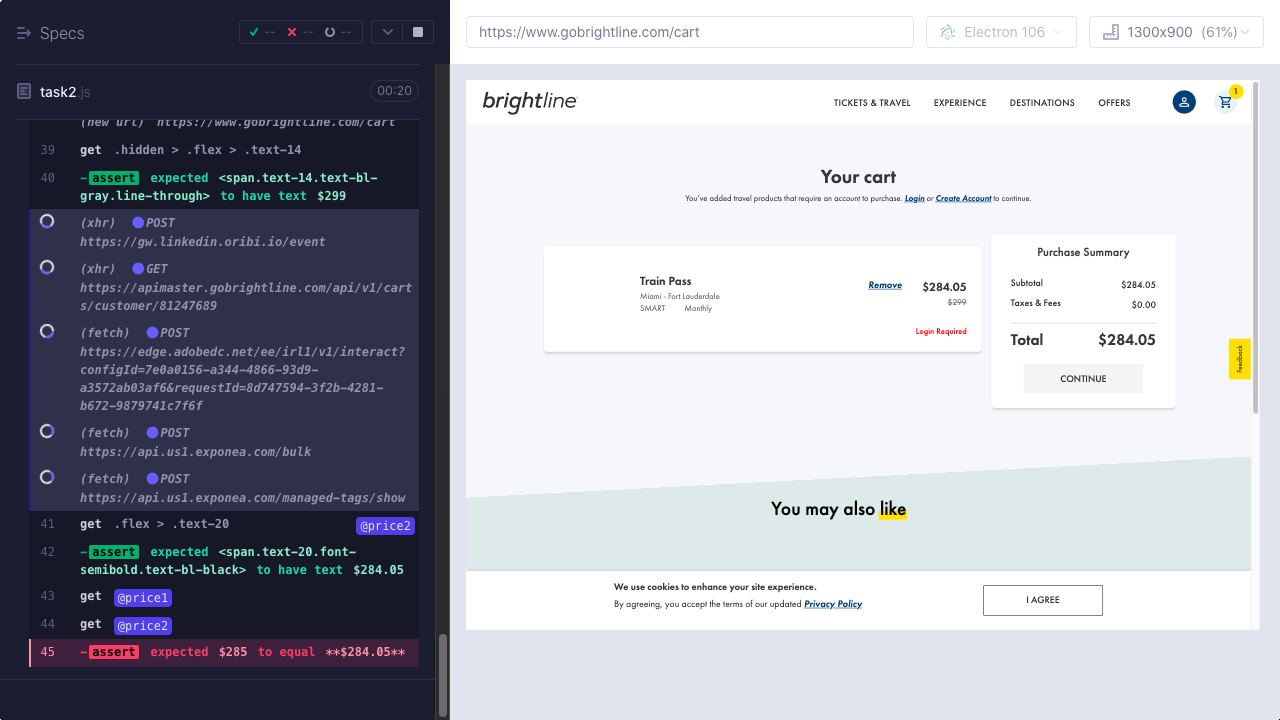 Specs
-- -- --
https://www.gobrightline.com/cart
Electron 106
1300x900 (61%)
task2.js
00:20
(new url) https://www.gobrightline.com/cart
39 get .hidden > .flex > .text-14
40 -assert expected <span.text-14.text-bl-
gray.line-through> to have text $299
(xhr) POST
https://gw.linkedin.oribi.io/event
(xhr) GET
https://apimaster.gobrightline.com/api/v1/cart
s/customer/81247689
(fetch) POST
https://edge.adobedc.net/ee/irl1/v1/interact?
configId=7e0a0156-a344-4866-93d9-
a3572ab03af6&requestId=8d747594-3f2b-4281-
b672-9879741c7f6f
(fetch) POST
https://api.us1.exponea.com/bulk
(fetch) POST
https://api.us1.exponea.com/managed-tags/show
41 get .flex > .text-20 @price2
42 -assert expected <span.text-20.font-
semibold.text-bl-black> to have text $284.05
43 get @price1
44 get @price2
45 -assert expected $285 to equal **$284.05**
brightline
TICKETS & TRAVEL EXPERIENCE DESTINATIONS OFFERS
1
Your cart
You've added travel products that require an account to purchase. Login or Create Account to continue.
Train Pass
Miami - Fort Lauderdale
SMART Monthly
Remove
$284.05
$299
Login Required
Purchase Summary
Subtotal $284.05
Taxes & Fees $0.00
Total $284.05
CONTINUE
Feedback
You may also like
We use cookies to enhance your site experience.
By agreeing, you accept the terms of our updated Privacy Policy
I AGREE